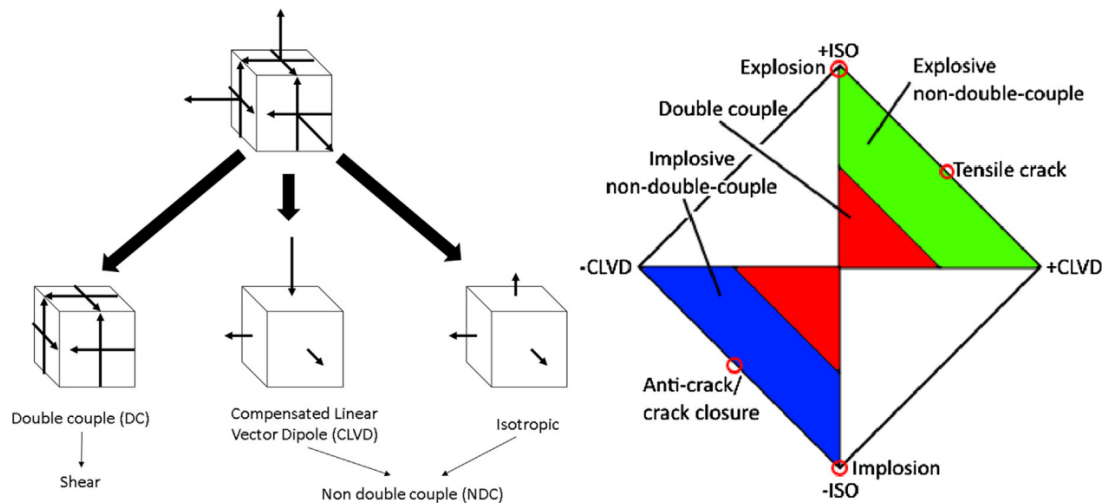 Double couple (DC)
Shear
Compensated Linear
Vector Dipole (CLVD)
Isotropic
Non double couple (NDC)
+ISO
Explosion
Explosive
non-double-couple
Double couple
Implosive
non-double-couple
Tensile crack
-CLVD
+CLVD
Anti-crack/
crack closure
Implosion
-ISO